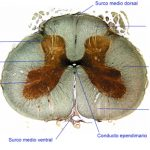 Surco medio dorsal
Surco medio ventral
Conducto ependimario